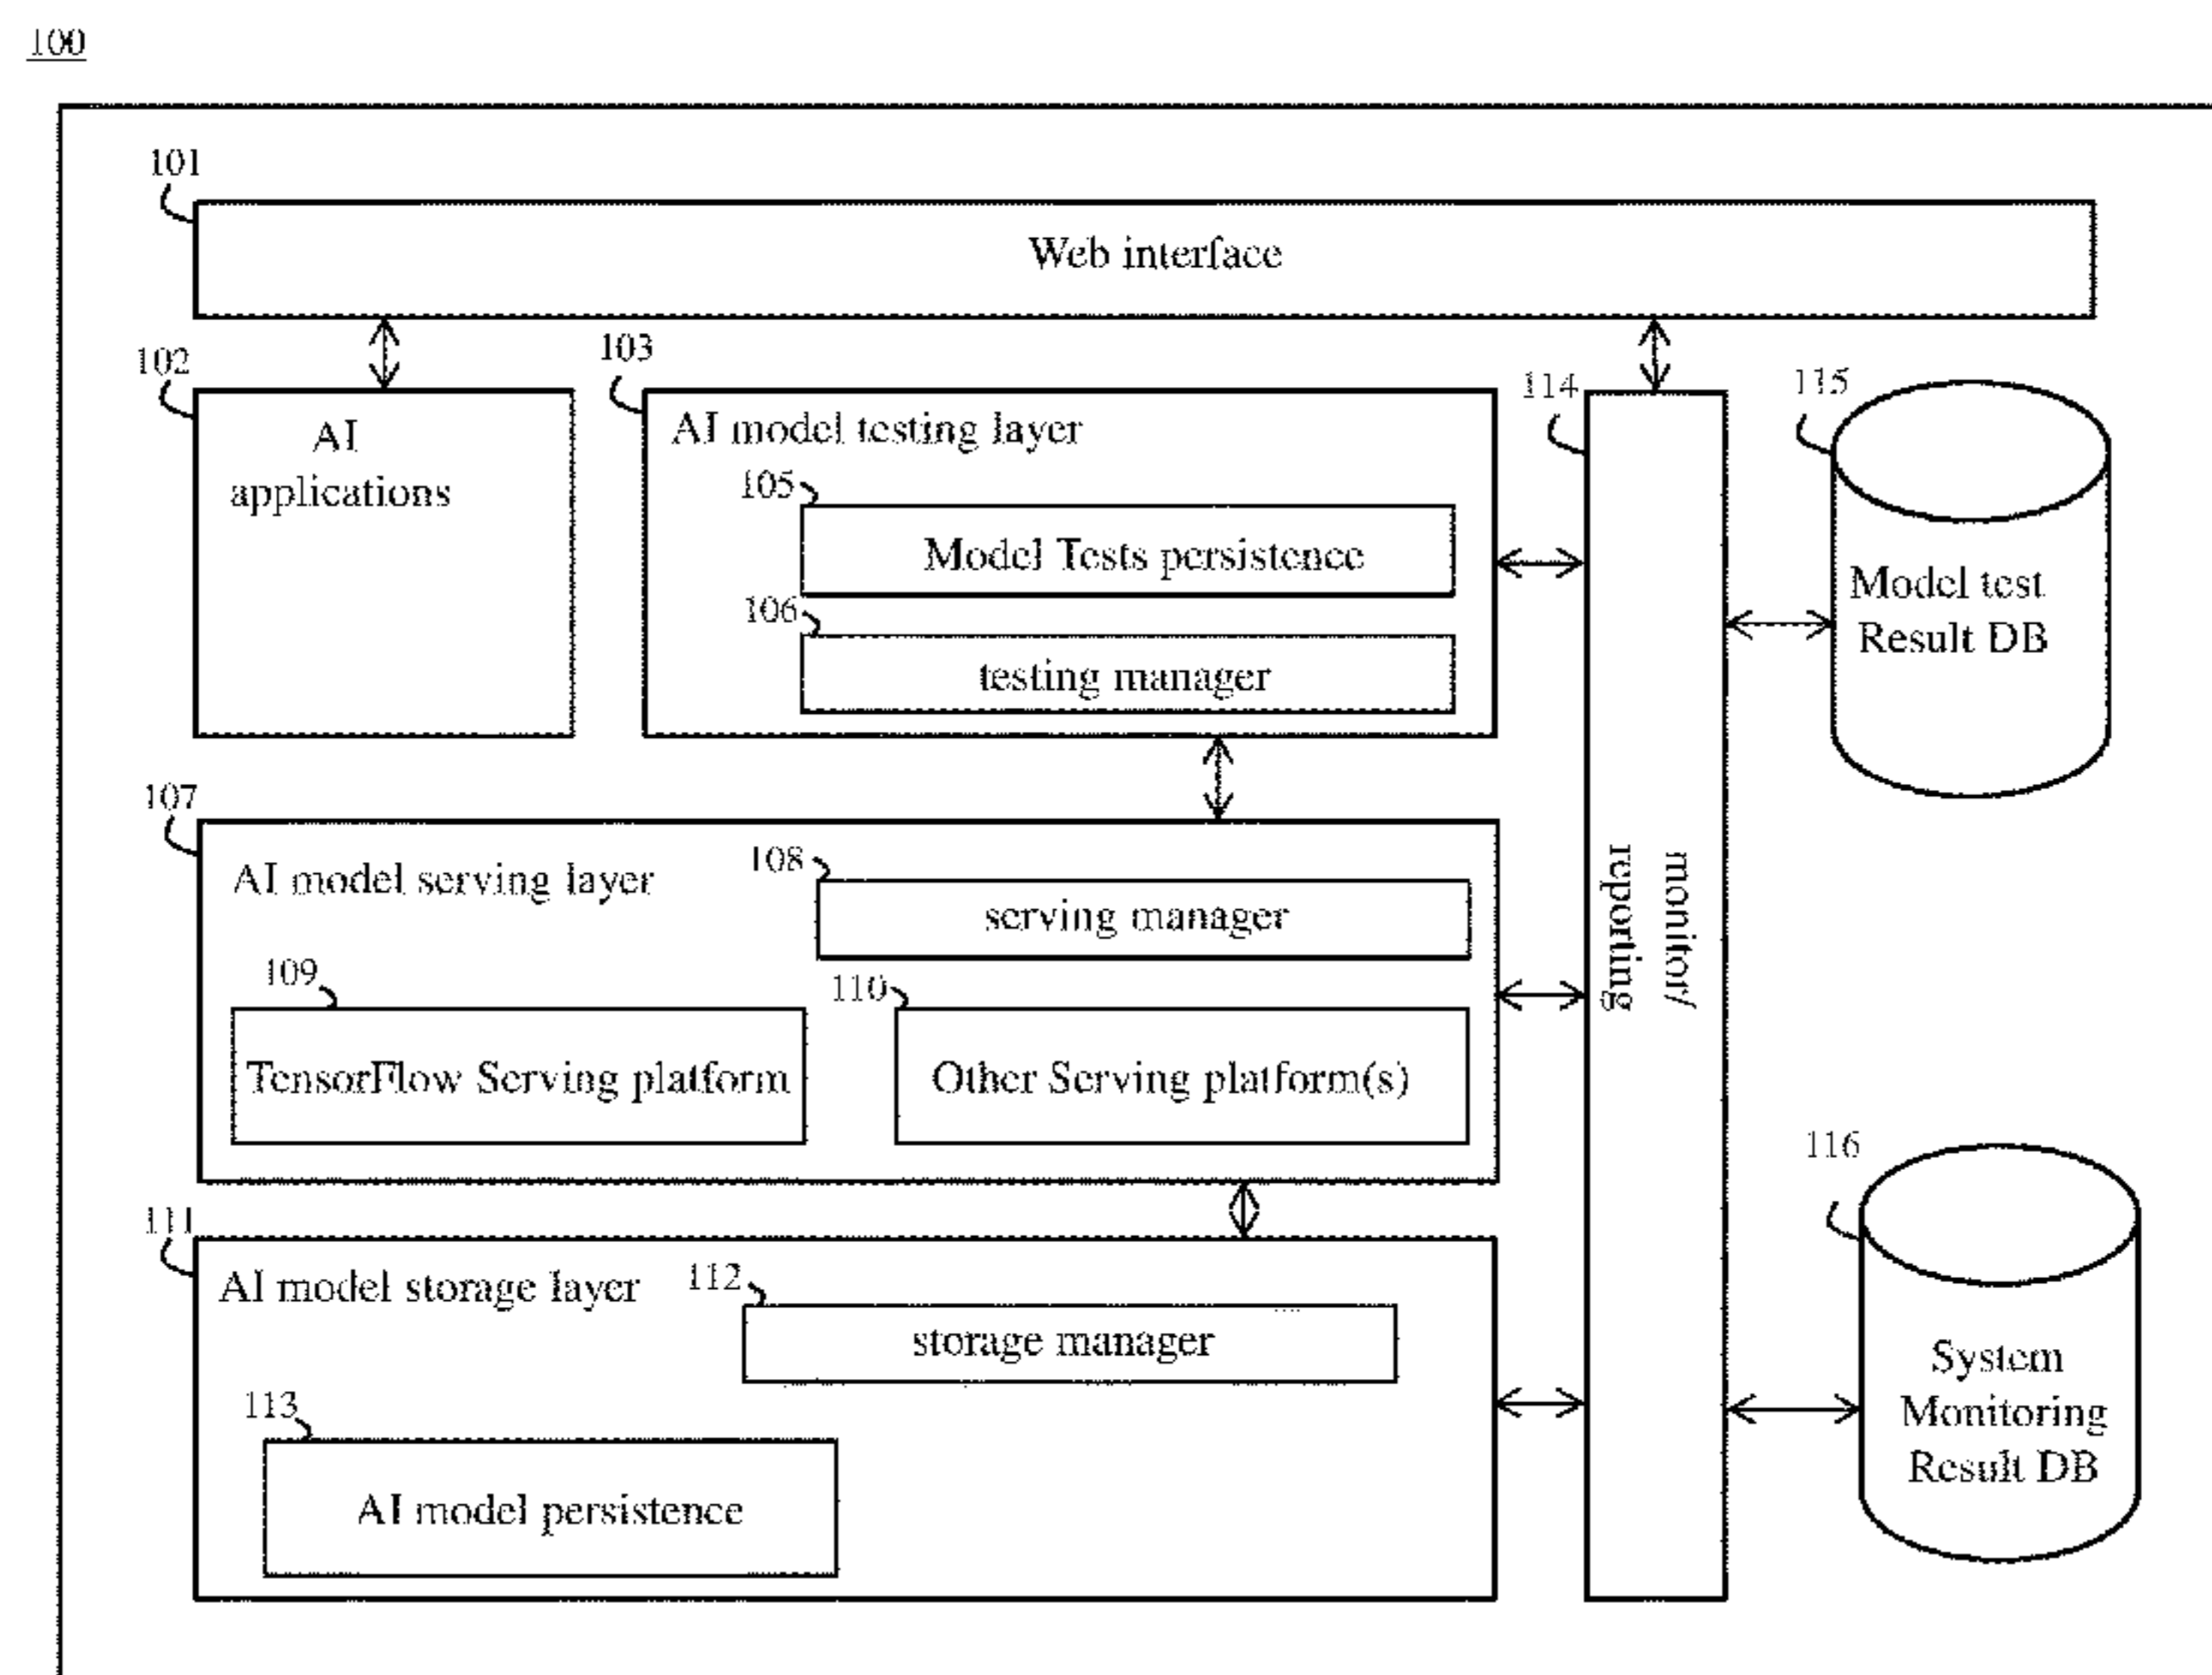 100
101
Web interface
102
AI
applications
103
AI model testing layer
105
Model Tests persistence
106
testing manager
114
monitor/
reporting
115
Model test
Result DB
107
AI model serving layer
108
serving manager
109
TensorFlow Serving platform
110
Other Serving platform(s)
111
AI model storage layer
112
storage manager
113
AI model persistence
116
System
Monitoring
Result DB